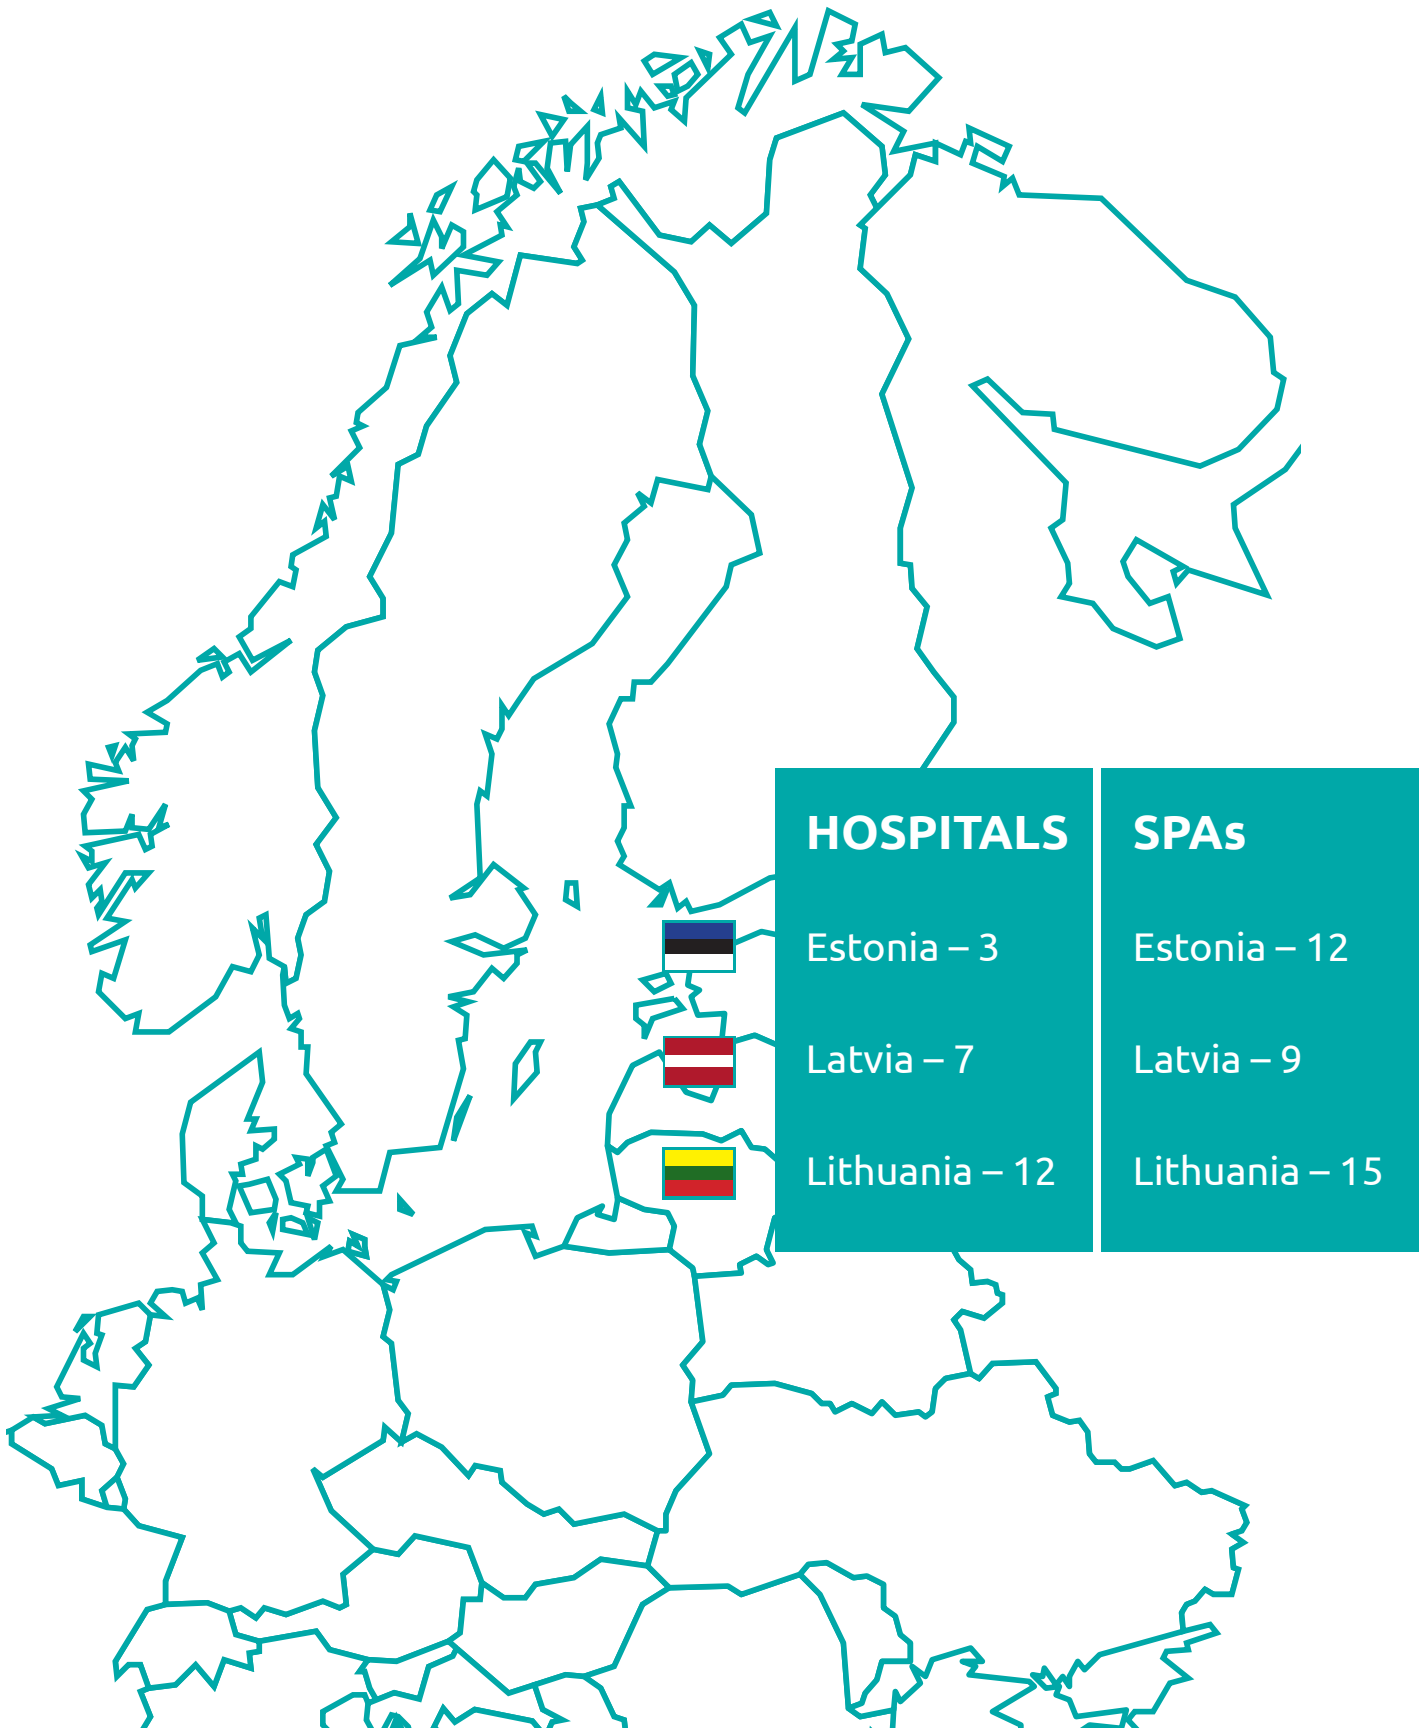 HOSPITALS
Estonia – 3
Latvia – 7
Lithuania – 12
SPAs
Estonia – 12
Latvia – 9
Lithuania – 15